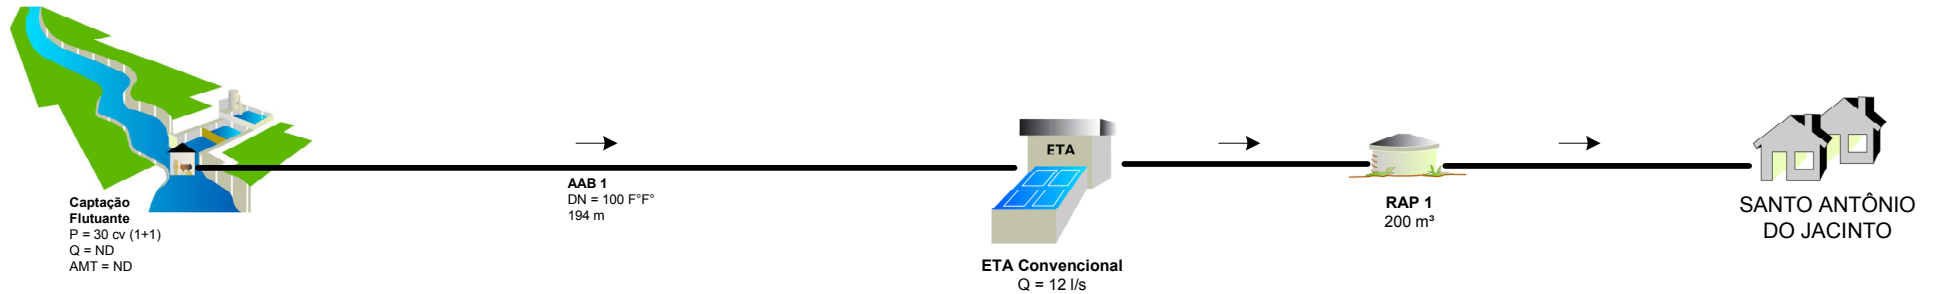 Captação
Flutuante
P = 30 cv (1+1)
Q = ND
AMT = ND
AAB 1
DN = 100 F°F°
194 m
ETA
ETA Convencional
Q = 12 l/s
RAP 1
200 m³
SANTO ANTÔNIO
DO JACINTO